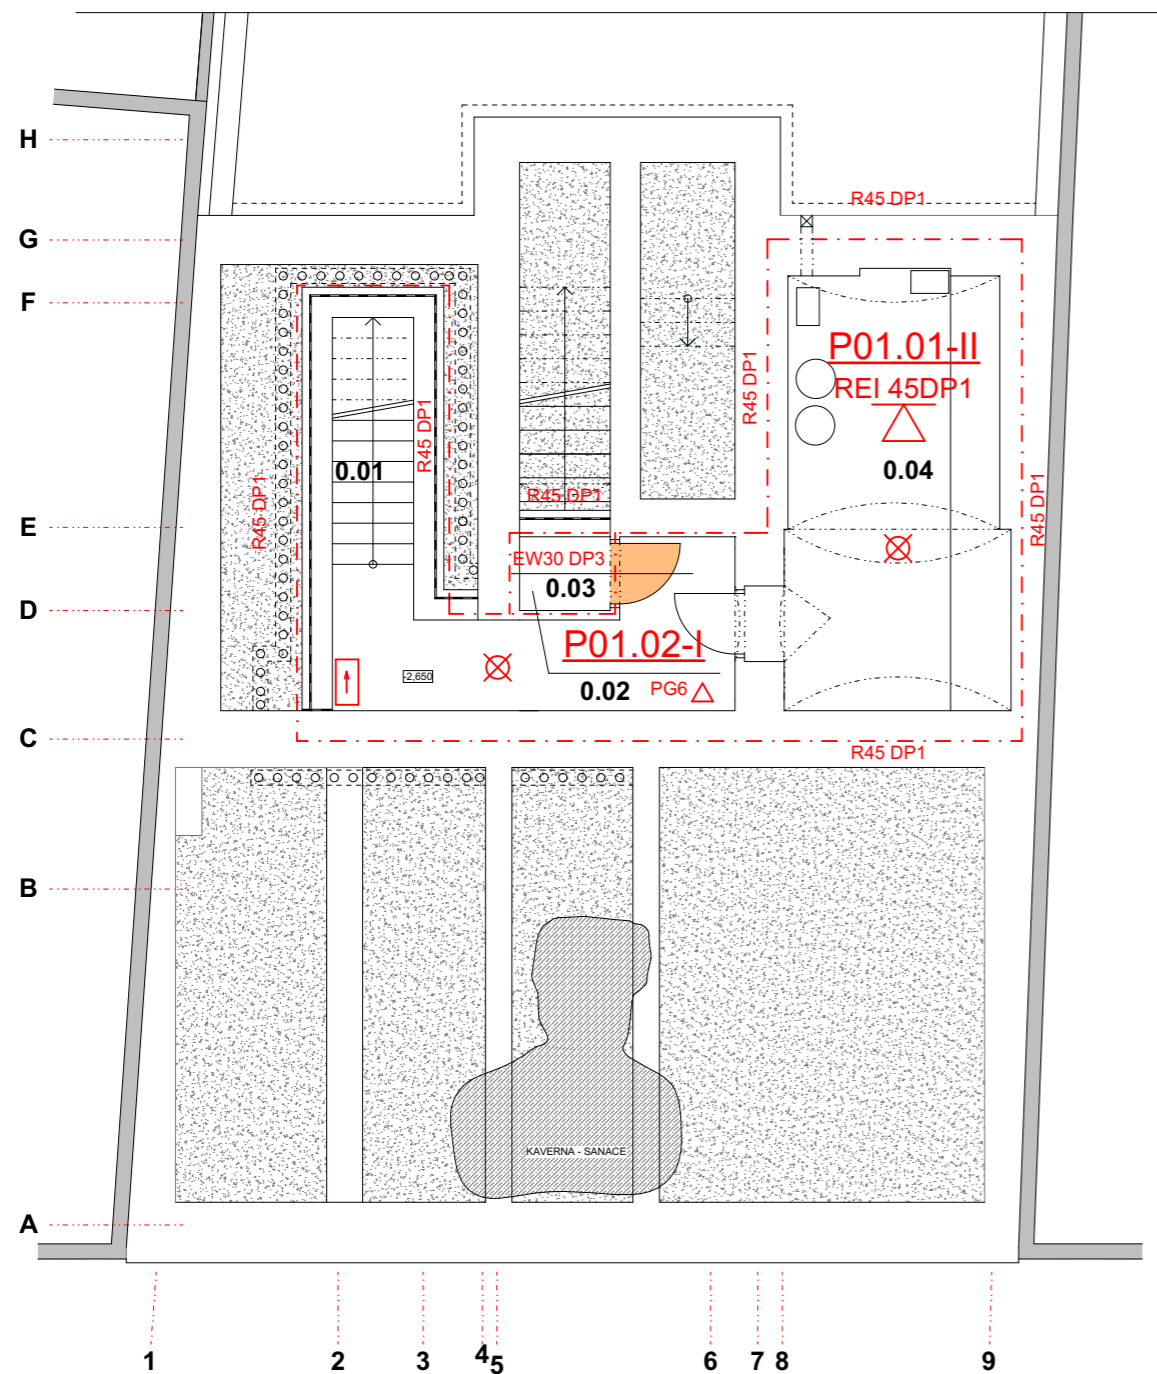 H
R45 DP1
G
F
P01.01-II
REI 45DP1
R45 DP1
R45 DP1
0.01
0.04
R45 DP1
R45 DP1
R45 DP1
E
EW30 DP3
0.03
D
P01.02-I
-2,650
0.02
PG6
C
R45 DP1
B
KAVERNA - SANACE
A
1
2
3
4
5
6
7
8
9